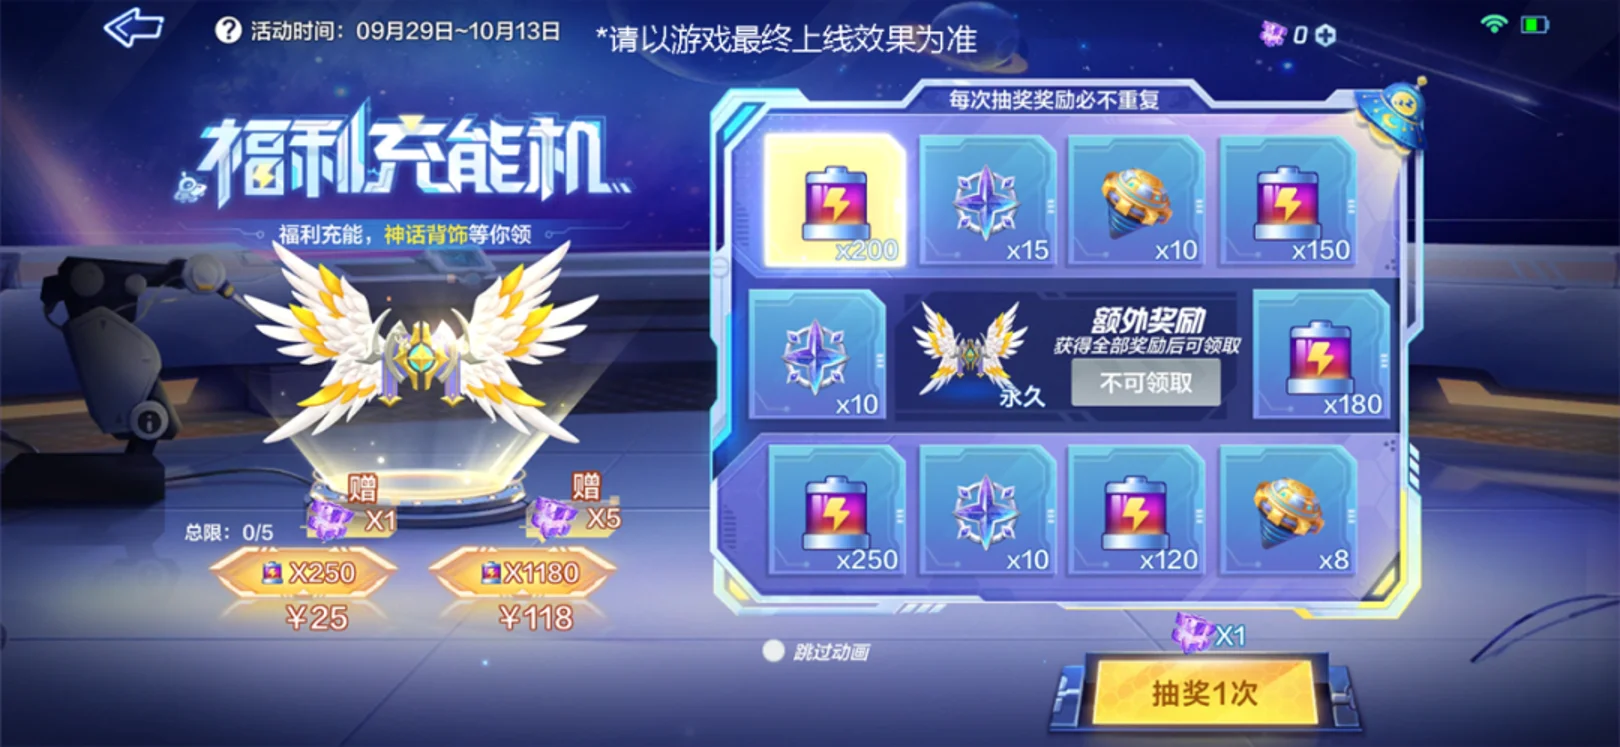 活动时间：09月29日~10月13日
*请以游戏最终上线效果为准
0
福利充能机
福利充能，神话背饰等你领
每次抽奖奖励必不重复
x200
x15
x10
x150
x10
额外奖励
获得全部奖励后可领取
永久
不可领取
x180
x250
x10
x120
x8
赠
X1
赠
X5
总限：0/5
X250
X1180
¥25
¥118
跳过动画
X1
抽奖1次